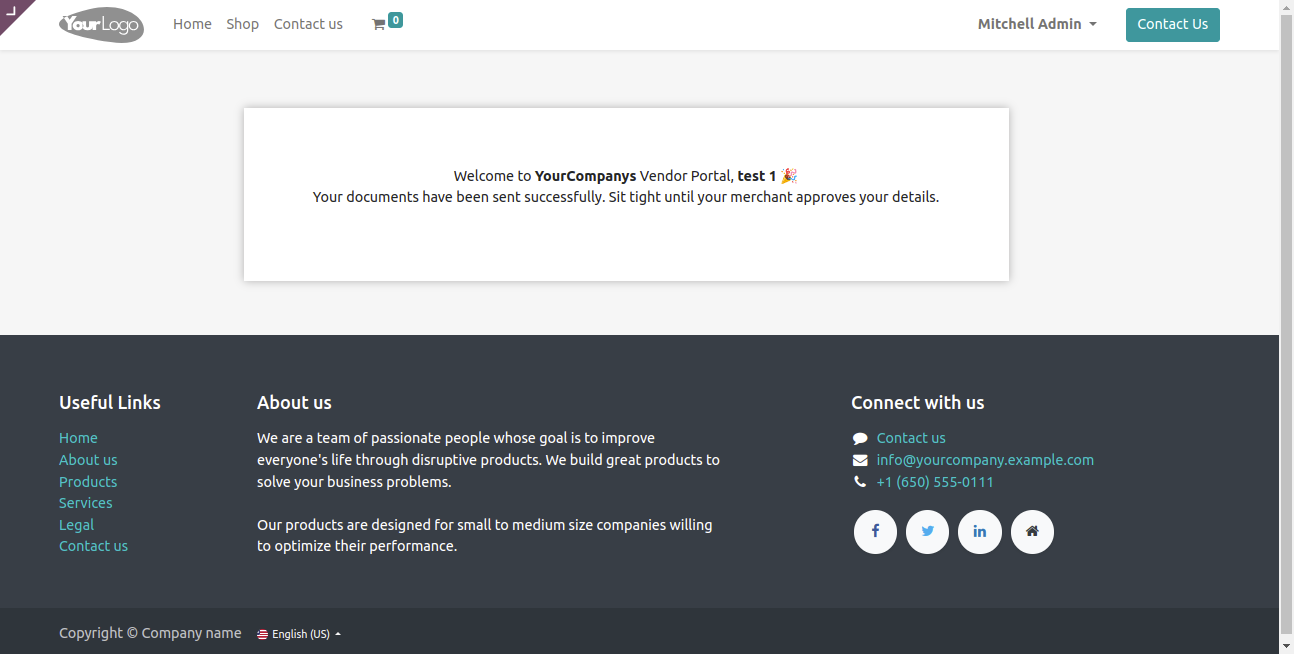 YourLogo
Home Shop Contact us 0 Mitchell Admin Contact Us
Welcome to YourCompanys Vendor Portal, test 1 🎉
Your documents have been sent successfully. Sit tight until your merchant approves your details.
Useful Links
Home
About us
Products
Services
Legal
Contact us
About us
We are a team of passionate people whose goal is to improve
everyone's life through disruptive products. We build great products to
solve your business problems.
Our products are designed for small to medium size companies willing
to optimize their performance.
Connect with us
Contact us
info@yourcompany.example.com
+1 (650) 555-0111
Copyright © Company name English (US)